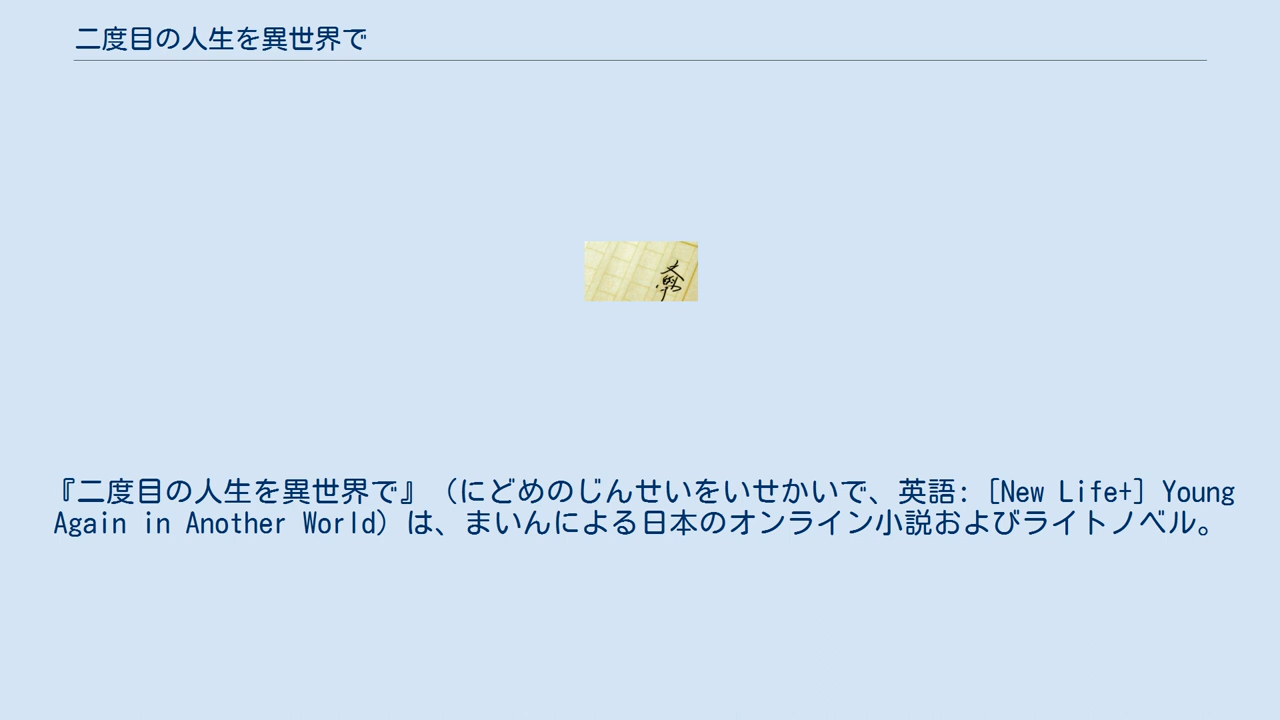 二度目の人生を異世界で
『二度目の人生を異世界で』（にどめのじんせいをいせかいで、英語: [New Life+] Young
Again in Another World）は、まいんによる日本のオンライン小説およびライトノベル。